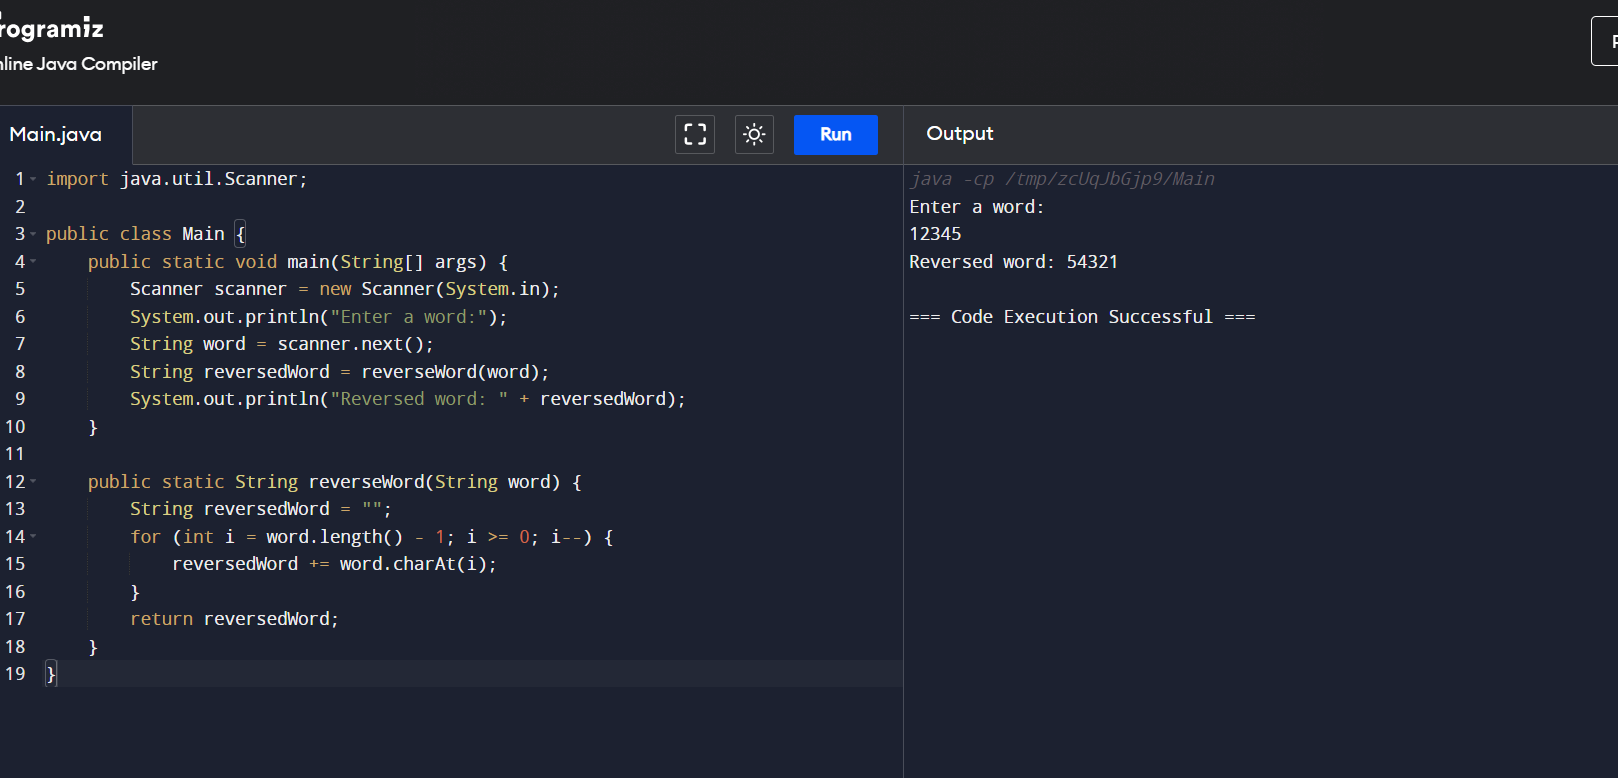 rogramiz
nline Java Compiler
Main.java
Run
Output
1 import java.util.Scanner;
2
3 public class Main {
4     public static void main(String[] args) {
5         Scanner scanner = new Scanner(System.in);
6         System.out.println("Enter a word:");
7         String word = scanner.next();
8         String reversedWord = reverseWord(word);
9         System.out.println("Reversed word: " + reversedWord);
10     }
11
12     public static String reverseWord(String word) {
13         String reversedWord = "";
14         for (int i = word.length() - 1; i >= 0; i--) {
15             reversedWord += word.charAt(i);
16         }
17         return reversedWord;
18     }
19 }
java -cp /tmp/zcUqJbGjp9/Main
Enter a word:
12345
Reversed word: 54321
=== Code Execution Successful ===